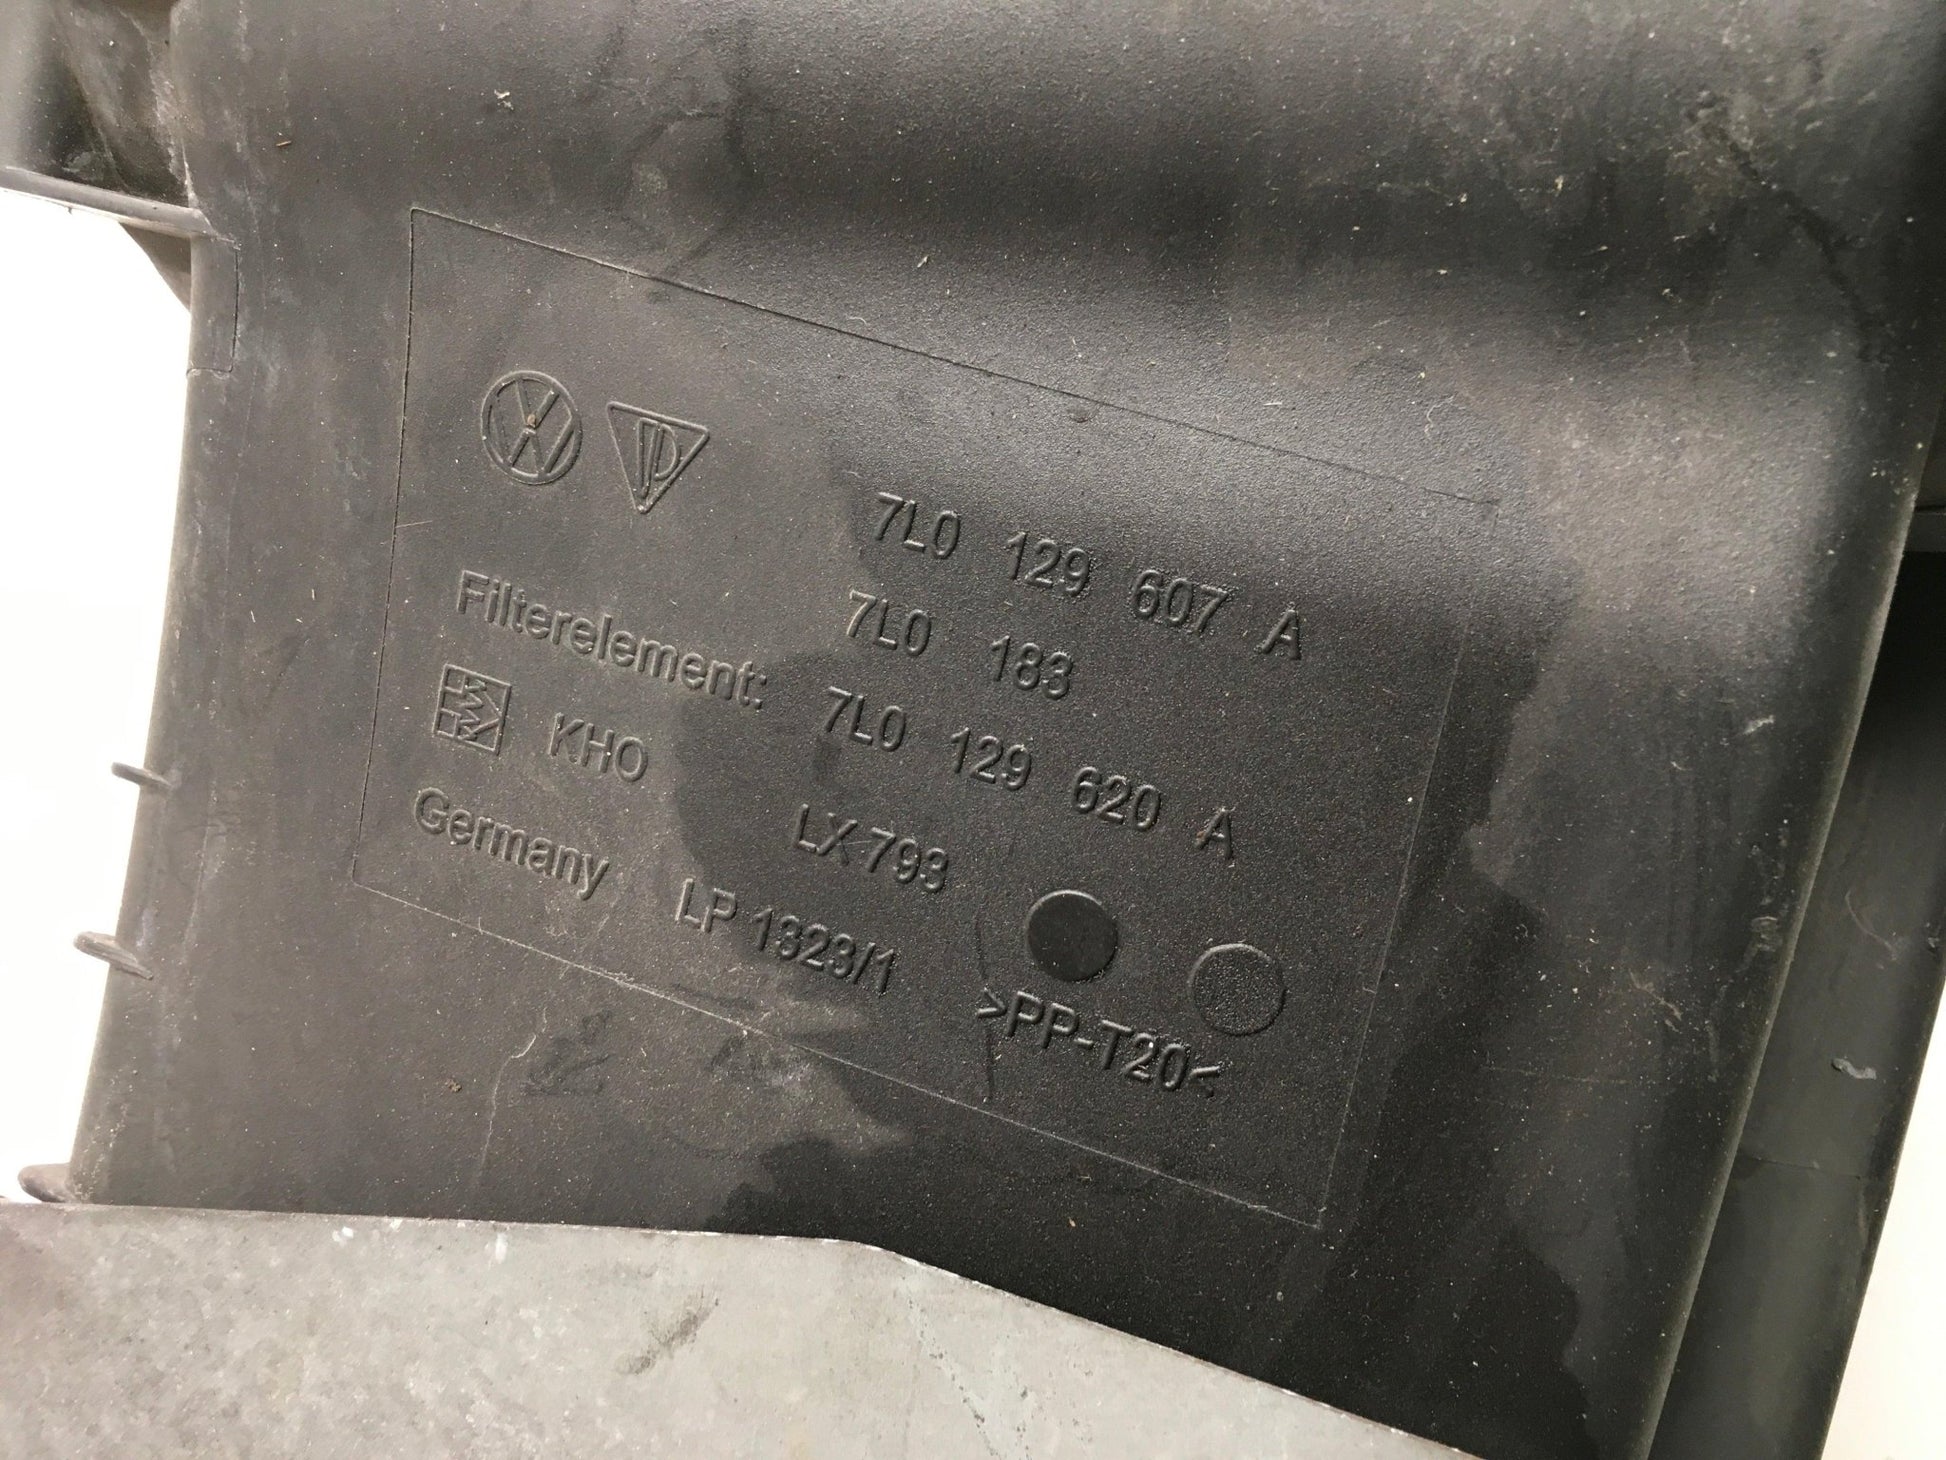 7L0 129 607 A
7L0 183
Filterelement: 7L0 129 620 A
KHO LX 793
Germany LP 1323/1 >PP-T20<